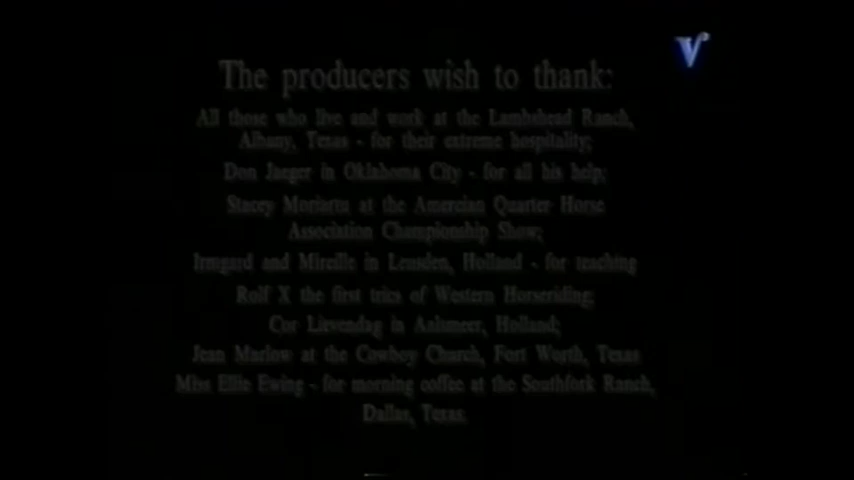 The producers wish to thank:
All those who live and work at the Lambshead Ranch,
Albany, Texas - for their extreme hospitality;
Don Jaeger in Oklahoma City - for all his help;
Stacey Moriarta at the Amercian Quarter Horse
Association Championship Show;
Irmgard and Mireille in Leusden, Holland - for teaching
Rolf X the first trics of Western Horseriding;
Cor Lievendag in Aalsmeer, Holland;
Jean Marlow at the Cowboy Church, Fort Worth, Texas
Miss Ellie Ewing - for morning coffee at the Southfork Ranch,
Dallas, Texas.
V